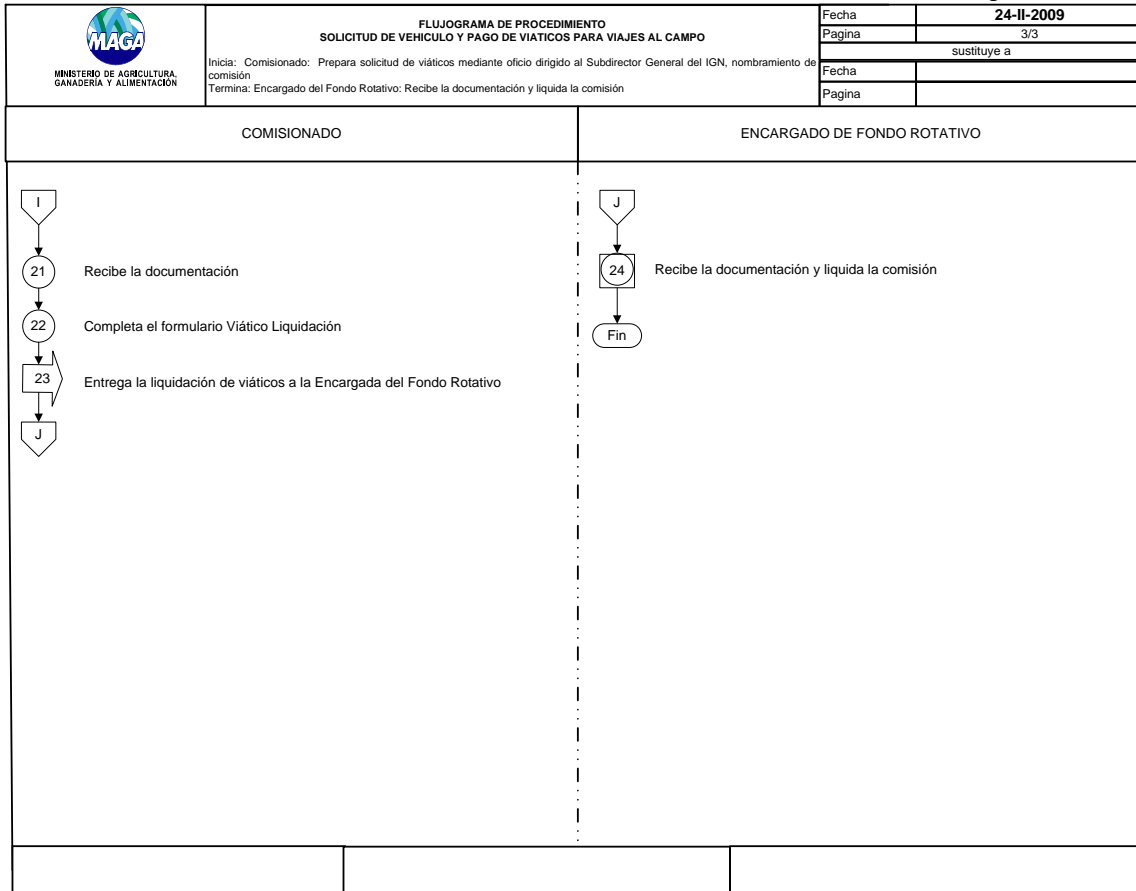 MAGA
MINISTERIO DE AGRICULTURA,
GANADERÍA Y ALIMENTACIÓN
FLUJOGRAMA DE PROCEDIMIENTO
SOLICITUD DE VEHICULO Y PAGO DE VIATICOS PARA VIAJES AL CAMPO
Inicia: Comisionado: Prepara solicitud de viáticos mediante oficio dirigido al Subdirector General del IGN, nombramiento de
comisión
Termina: Encargado del Fondo Rotativo: Recibe la documentación y liquida la comisión
Fecha 24-II-2009
Pagina 3/3
sustituye a
Fecha
Pagina
COMISIONADO
ENCARGADO DE FONDO ROTATIVO
I
21 Recibe la documentación
22 Completa el formulario Viático Liquidación
23 Entrega la liquidación de viáticos a la Encargada del Fondo Rotativo
J
J
24 Recibe la documentación y liquida la comisión
Fin